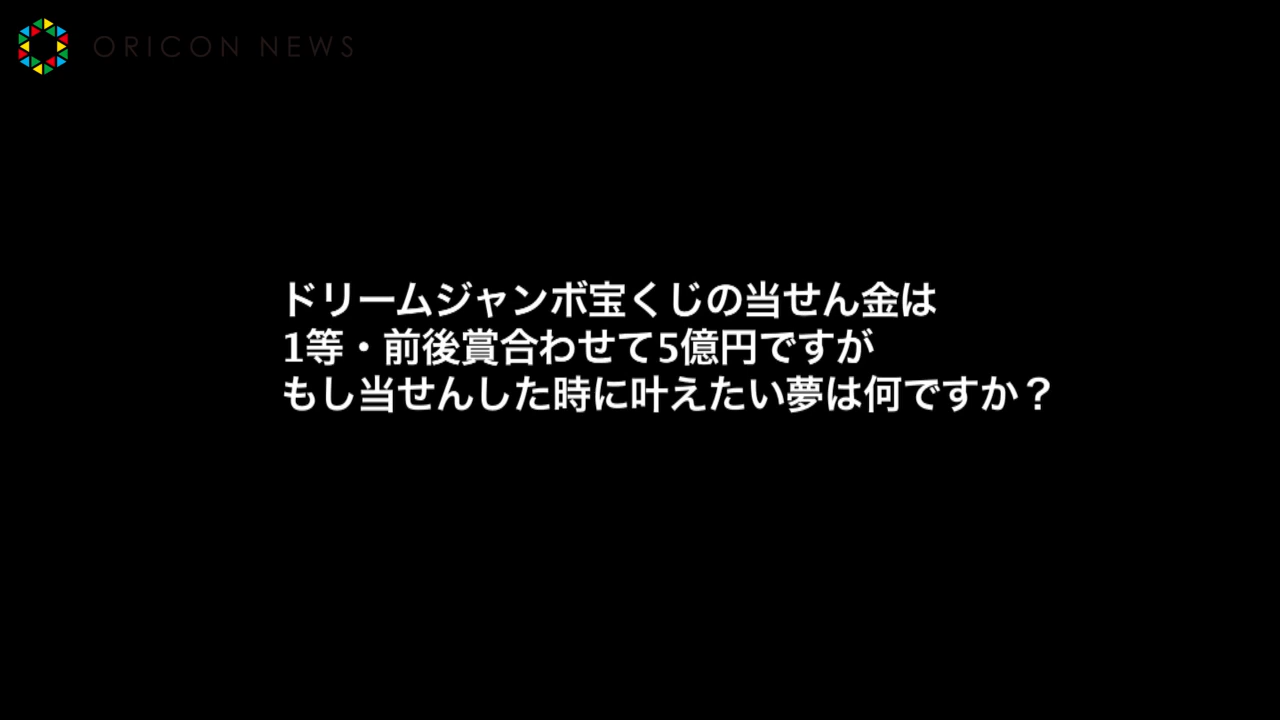 ORICON NEWS
ドリームジャンボ宝くじの当せん金は
1等・前後賞合わせて5億円ですが
もし当せんした時に叶えたい夢は何ですか？